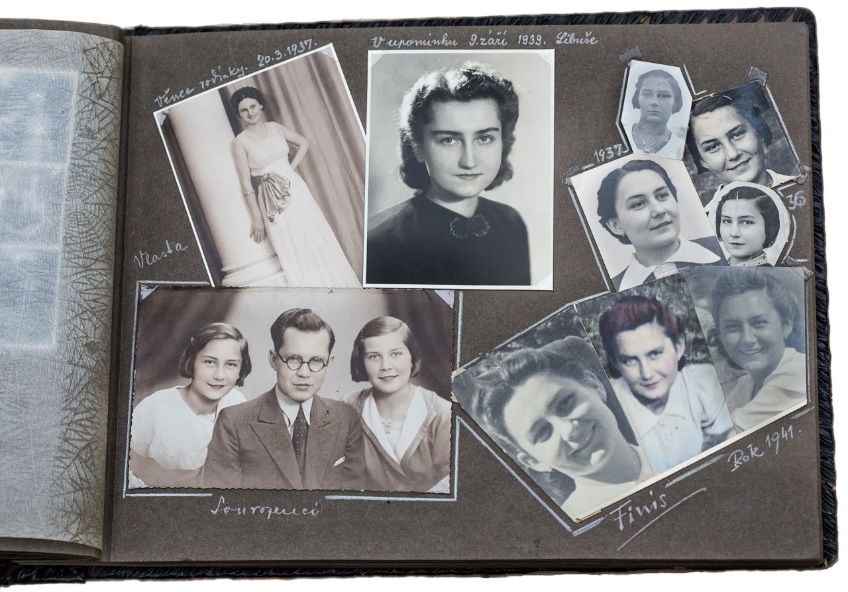 Věnec rodinky. 20.3.1937.
V upomínku 9. září 1939. Libuše
1937
36
Vlasta
Sourozenci
Rok 1941.
Finis